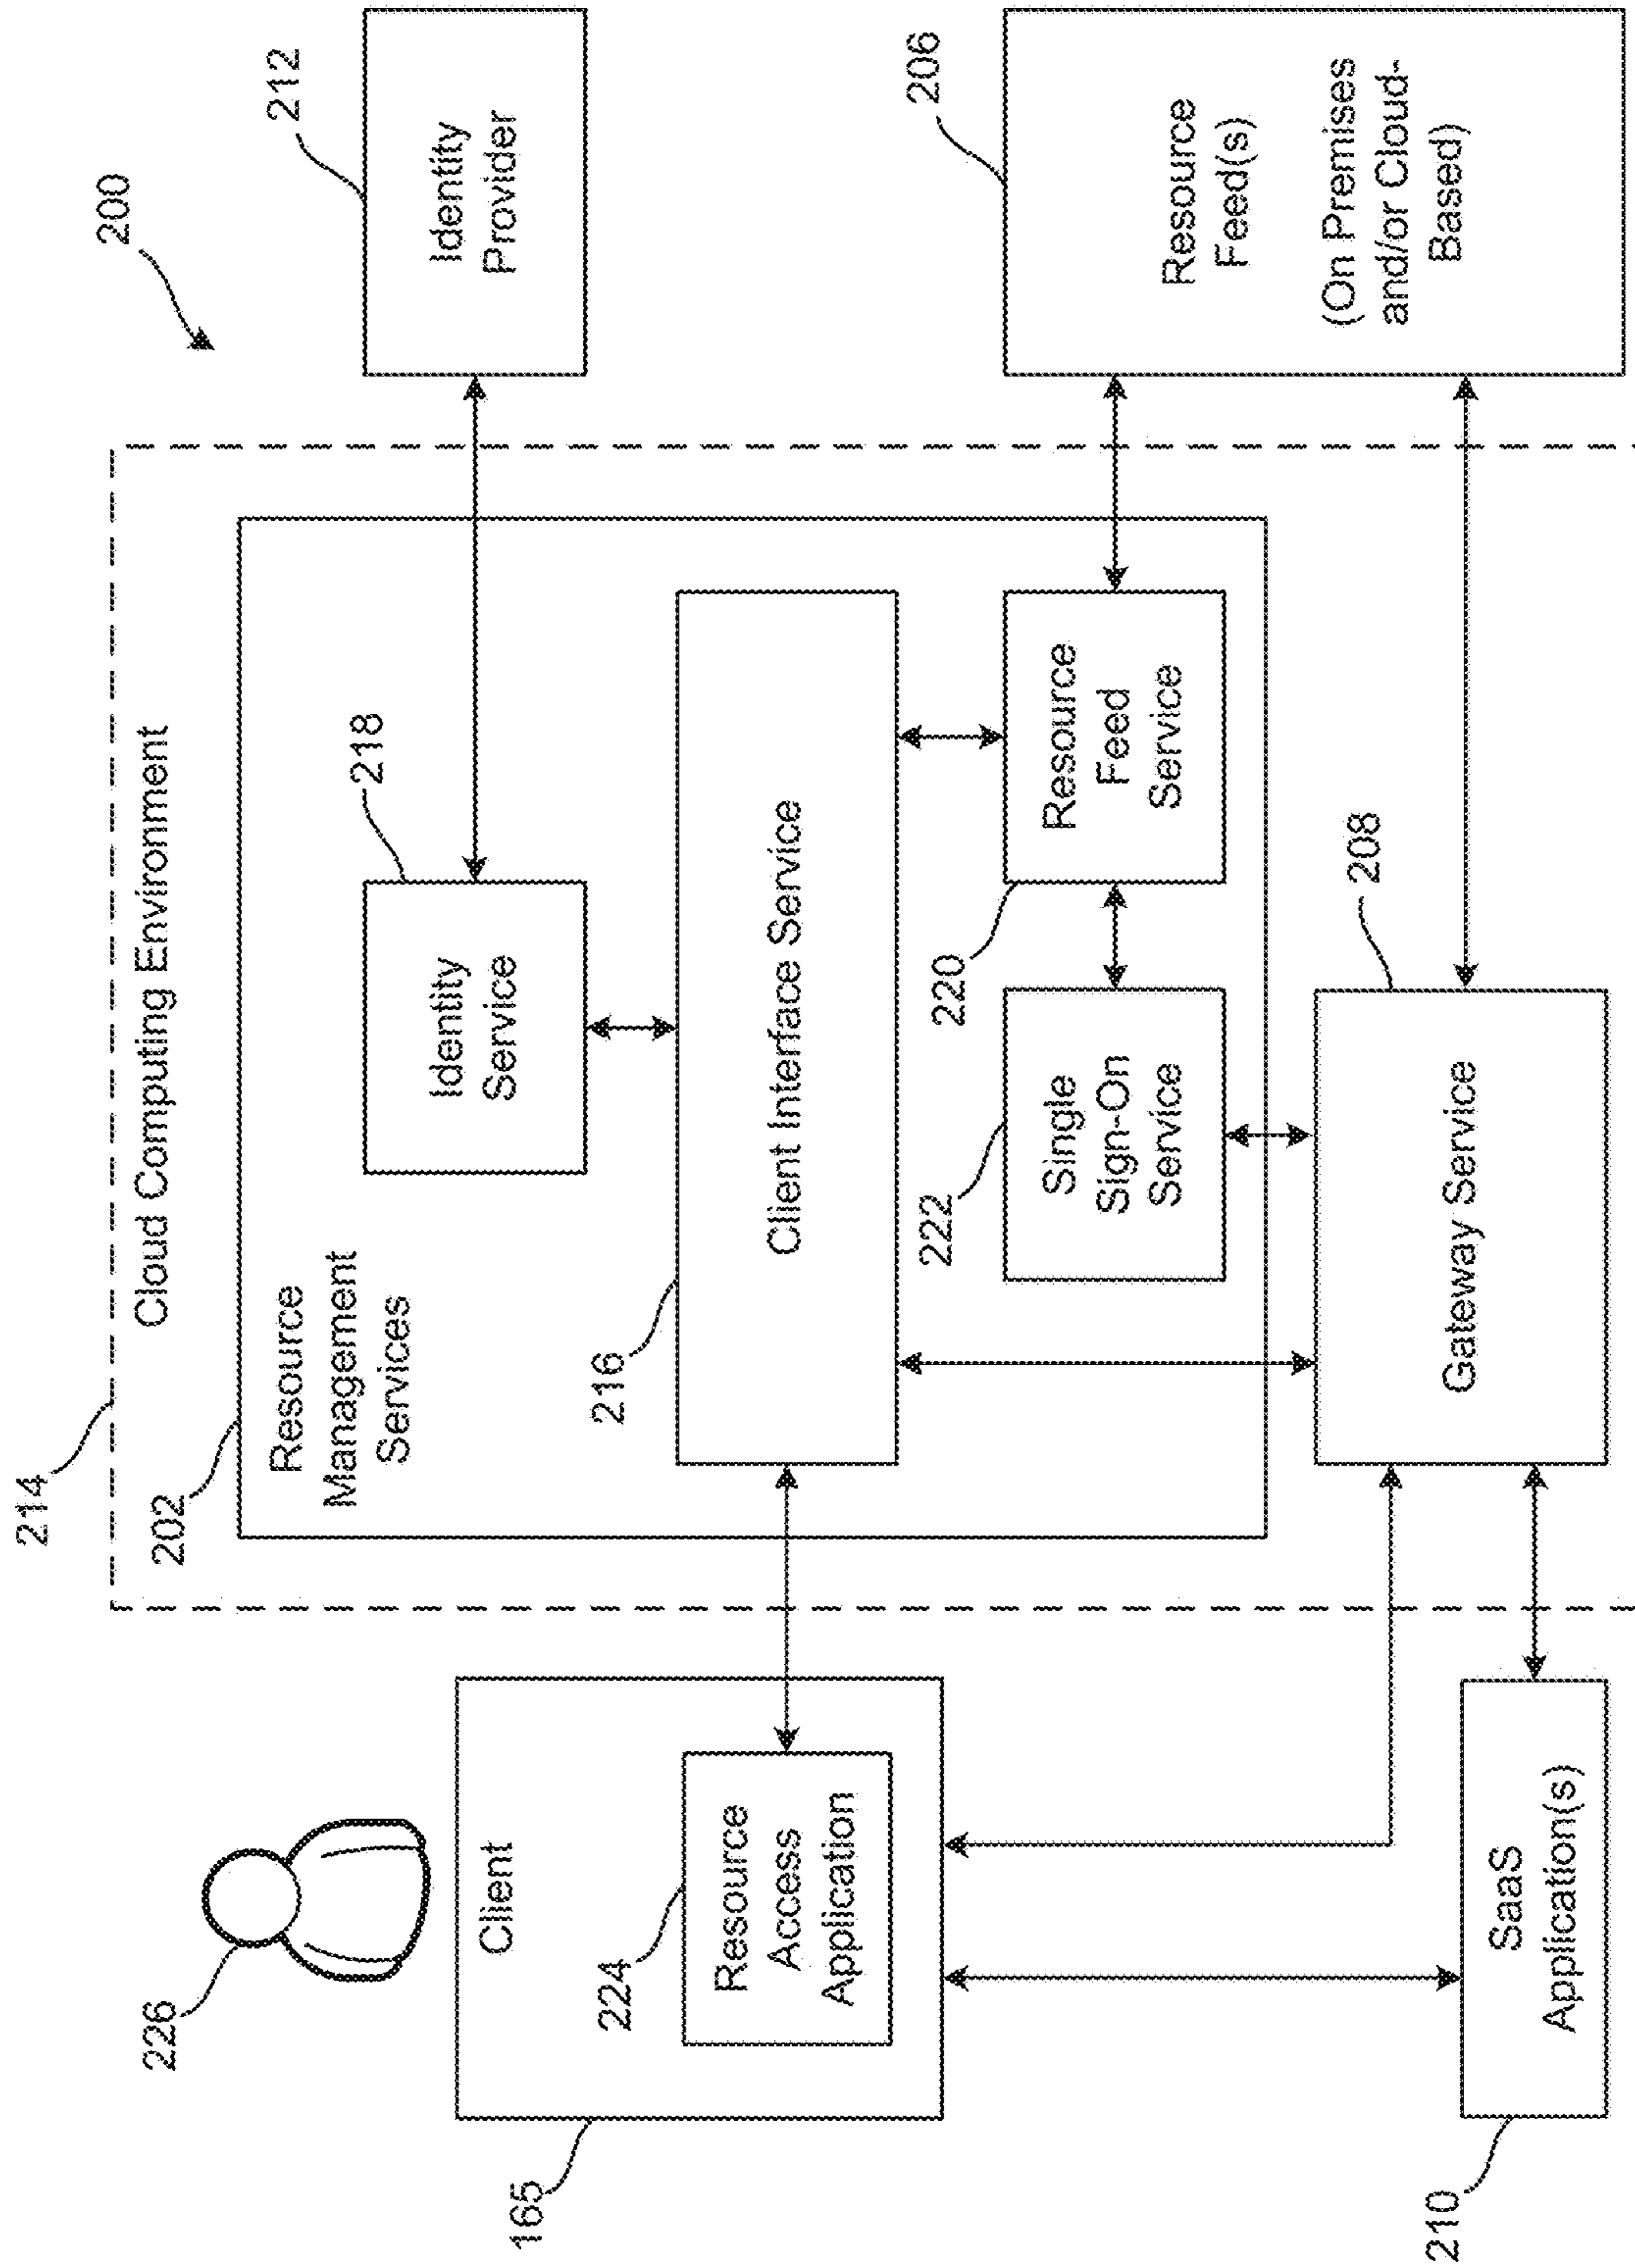 200
214
Cloud Computing Environment
202
Resource
Management
Services
226
Client
165
224
Resource
Access
Application
216
Client Interface Service
218
Identity
Service
212
Identity
Provider
222
Single
Sign-On
Service
220
Resource
Feed
Service
206
Resource
Feed(s)
(On Premises
and/or Cloud-
Based)
208
Gateway Service
210
SaaS
Application(s)